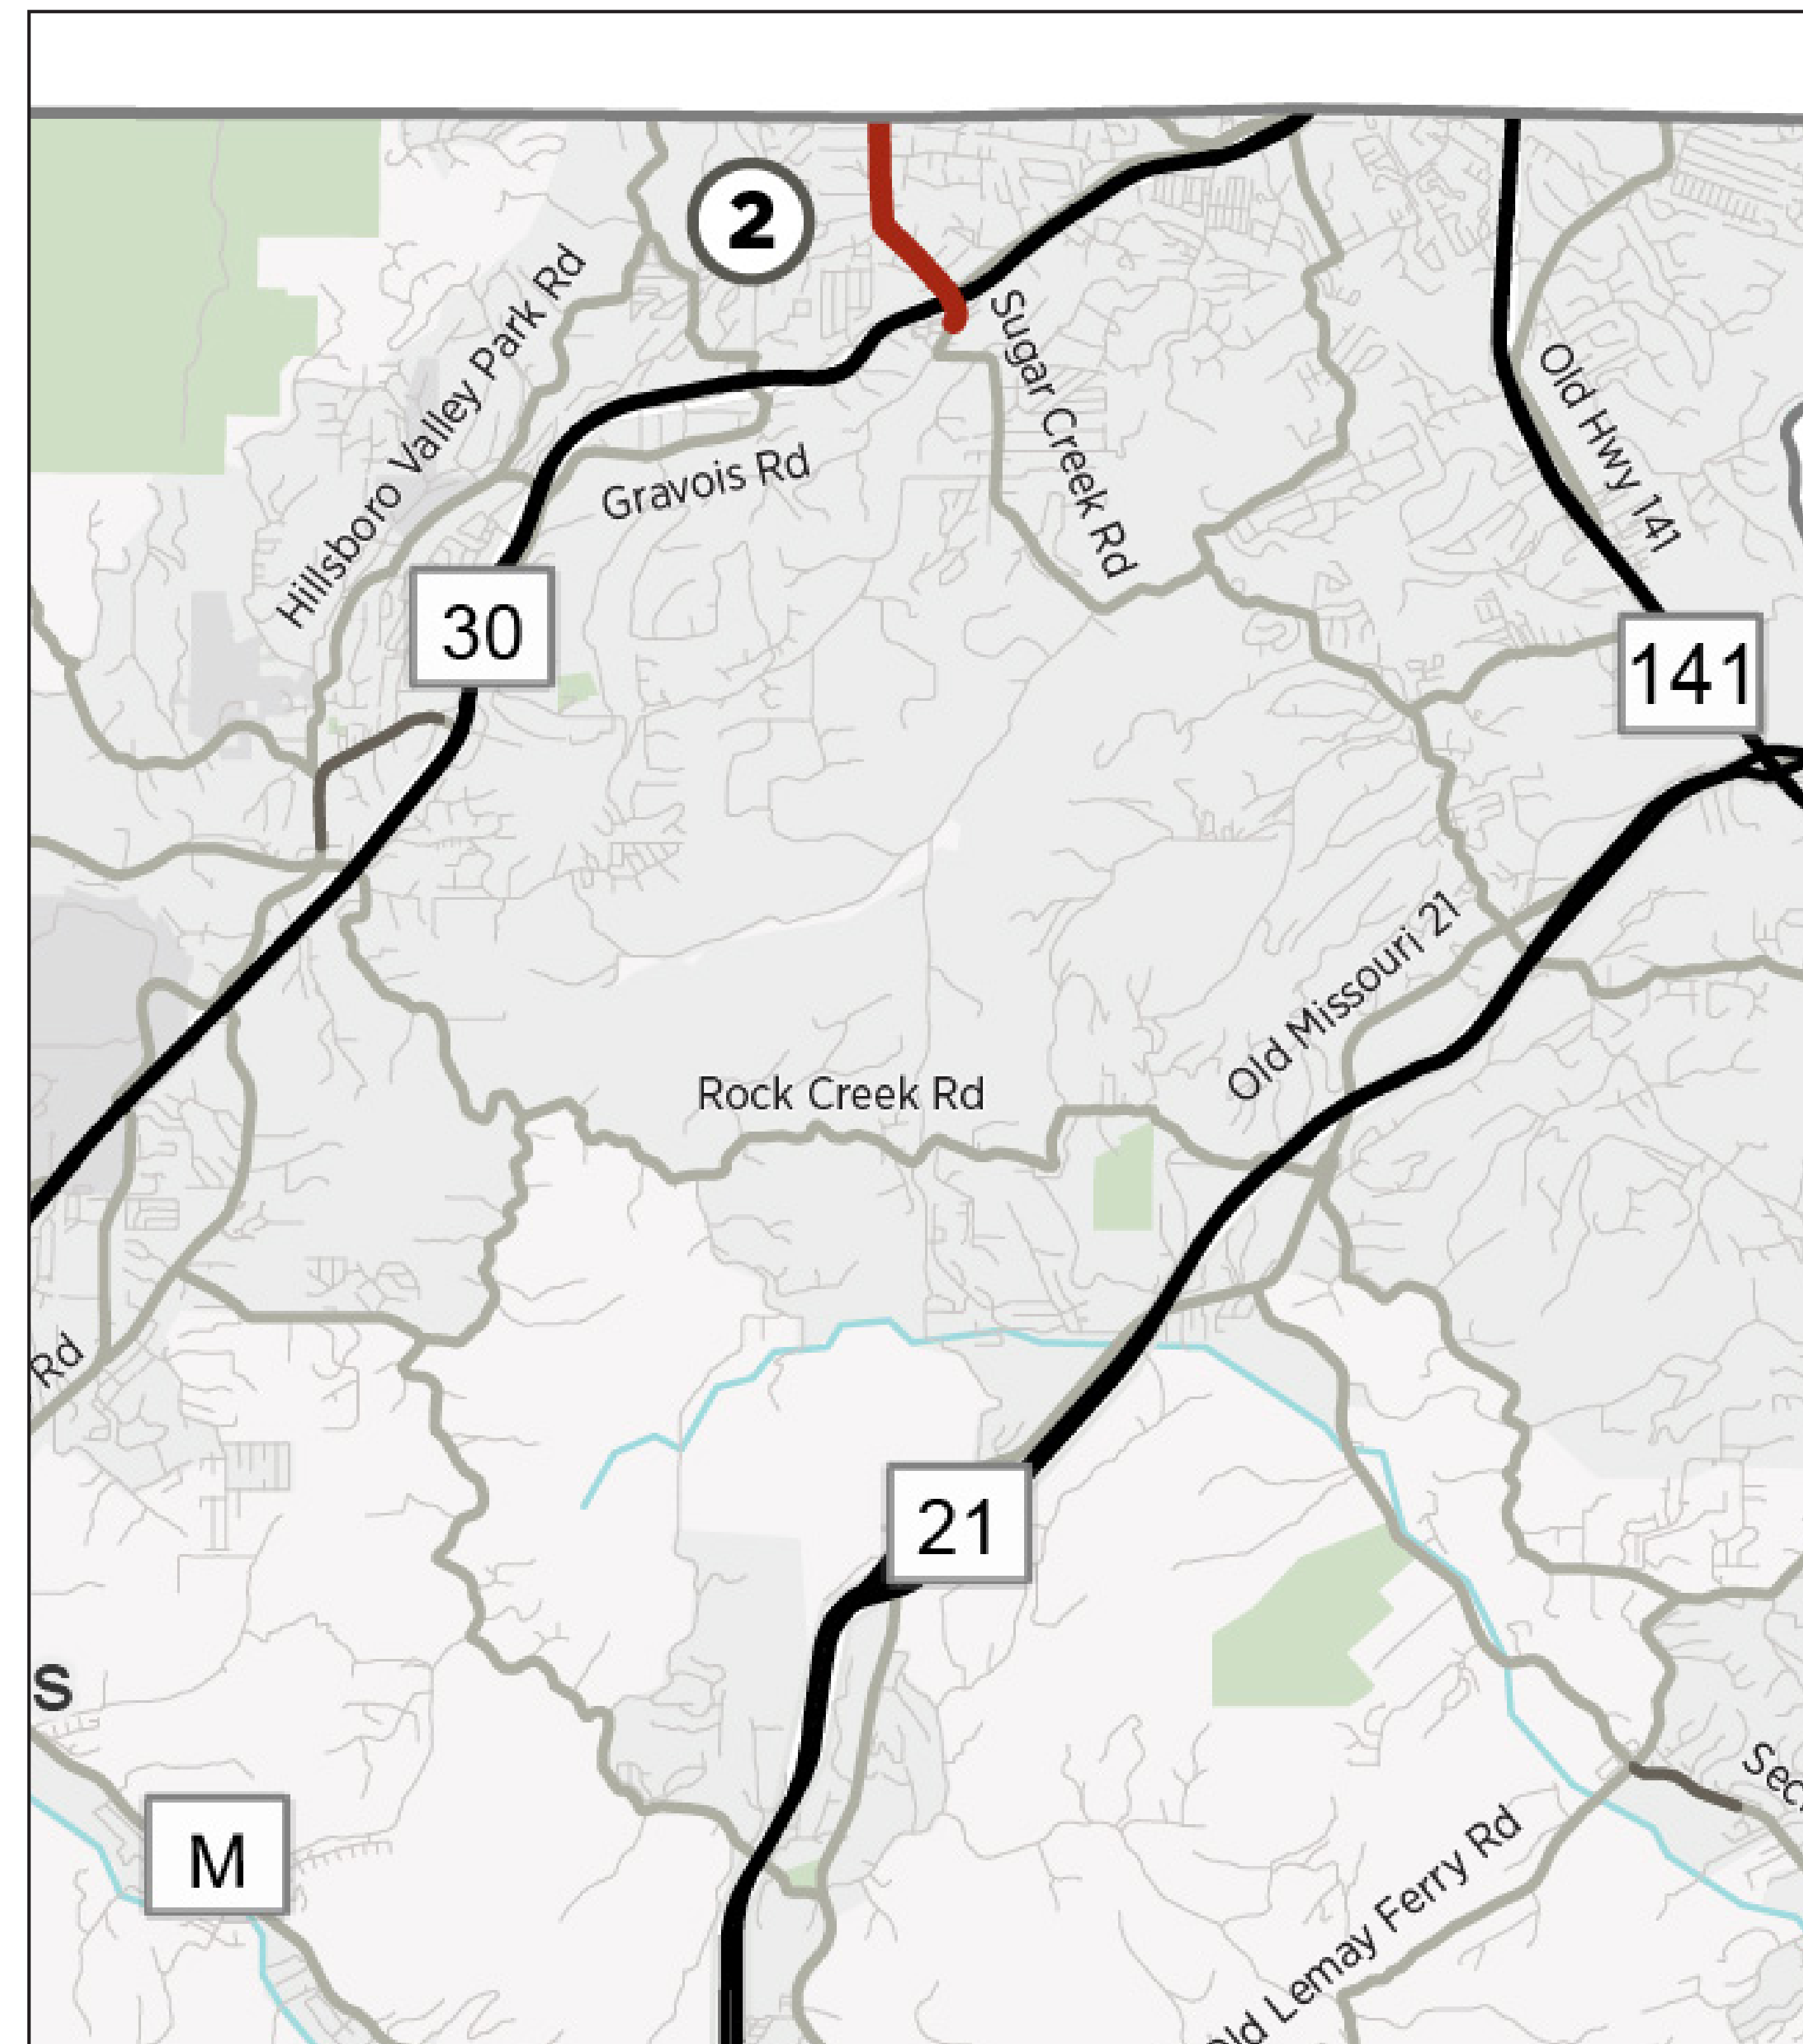 2
Hillsboro Valley Park Rd
Sugar Creek Rd
Old Hwy 141
Gravois Rd
30
141
Old Missouri 21
Rock Creek Rd
Rd
21
S
M
Old Lemay Ferry Rd